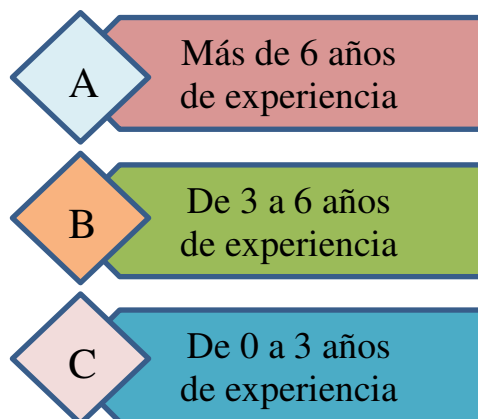 A
Más de 6 años
de experiencia
B
De 3 a 6 años
de experiencia
C
De 0 a 3 años
de experiencia